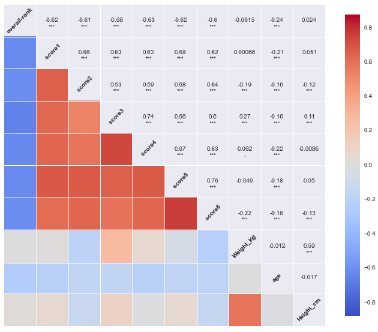 overall-rank -0.62 -0.61 -0.66 -0.63 -0.62 -0.6 -0.0015 -0.24 0.024
*** *** *** *** *** *** ***
score1 0.66 0.63 0.63 0.68 0.62 0.00066 -0.21 0.051
*** *** *** *** *** ***
score2 0.53 0.59 0.68 0.64 -0.19 -0.16 -0.12
*** *** *** *** *** *** ***
score3 0.74 0.66 0.6 0.27 -0.16 0.11
*** *** *** *** *** ***
score4 0.67 0.63 0.062 -0.22 -0.0086
*** *** ***
score5 0.76 -0.049 -0.18 0.05
*** ***
score6 -0.22 -0.18 -0.13
*** *** ***
Weight_Kg -0.012 0.59
***
age -0.017
Height_cm
0.8
0.6
0.4
0.2
0.0
−0.2
−0.4
−0.6
−0.8